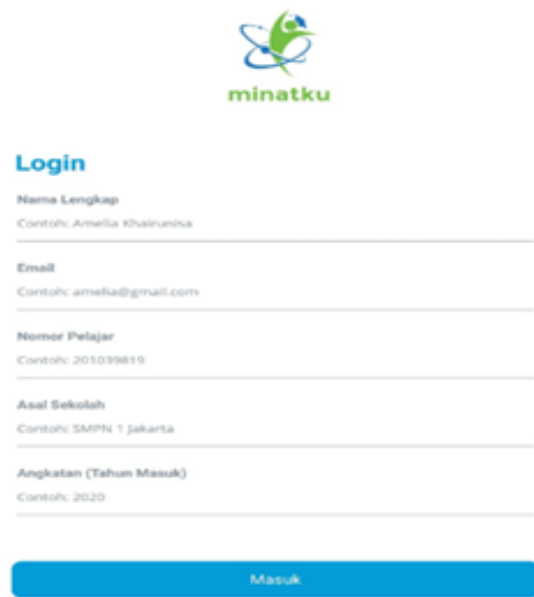 minatku
Login
Nama Lengkap
Contoh: Amelia Khairunisa
Email
Contoh: amelia@gmail.com
Nomor Pelajar
Contoh: 201039819
Asal Sekolah
Contoh: SMPN 1 Jakarta
Angkatan (Tahun Masuk)
Contoh: 2020
Masuk